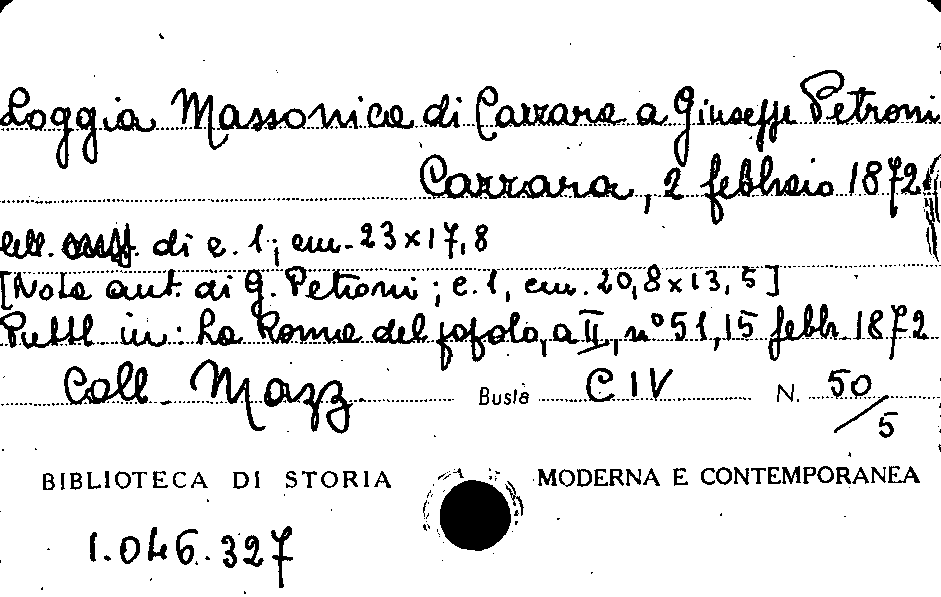 Loggia Massonica di Carrara a Giuseppe Petroni
Carrara, 2 febbraio 1872
lett. di c. 1; cm. 23×17,8
[Nota aut. di G. Petroni; c. 1, cm. 20,8×13,5]
Pubbl. in: La Roma del popolo, a II, n° 51, 15 febbr. 1872
Coll. Mazz. Busta C IV N. 50/5
BIBLIOTECA DI STORIA MODERNA E CONTEMPORANEA
1.046.327